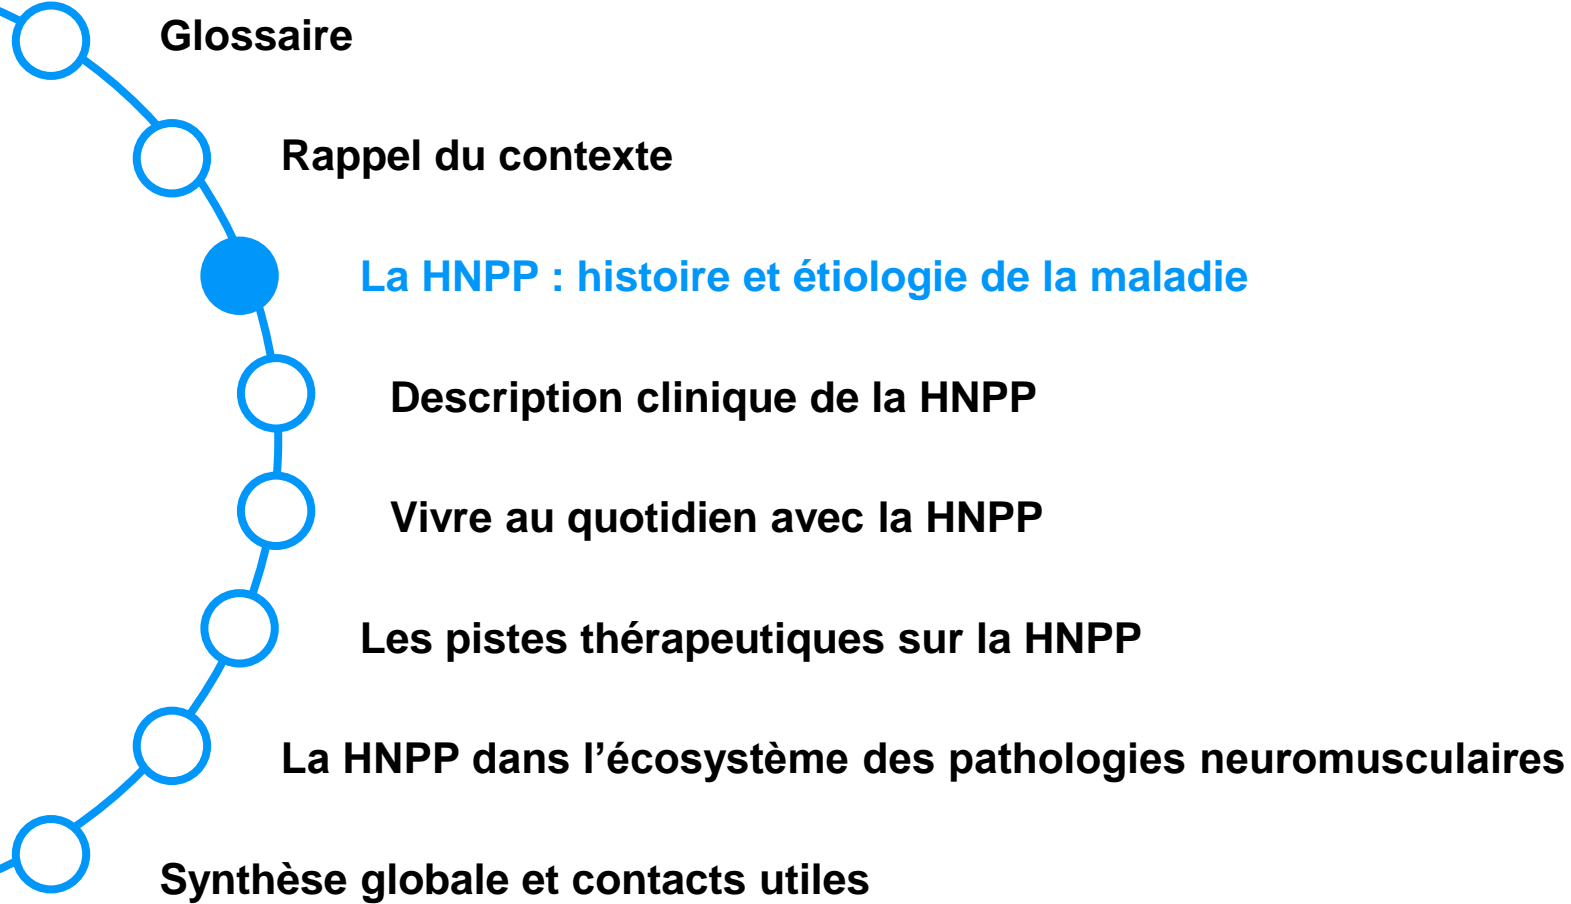 Glossaire
Rappel du contexte
La HNPP : histoire et étiologie de la maladie
Description clinique de la HNPP
Vivre au quotidien avec la HNPP
Les pistes thérapeutiques sur la HNPP
La HNPP dans l’écosystème des pathologies neuromusculaires
Synthèse globale et contacts utiles